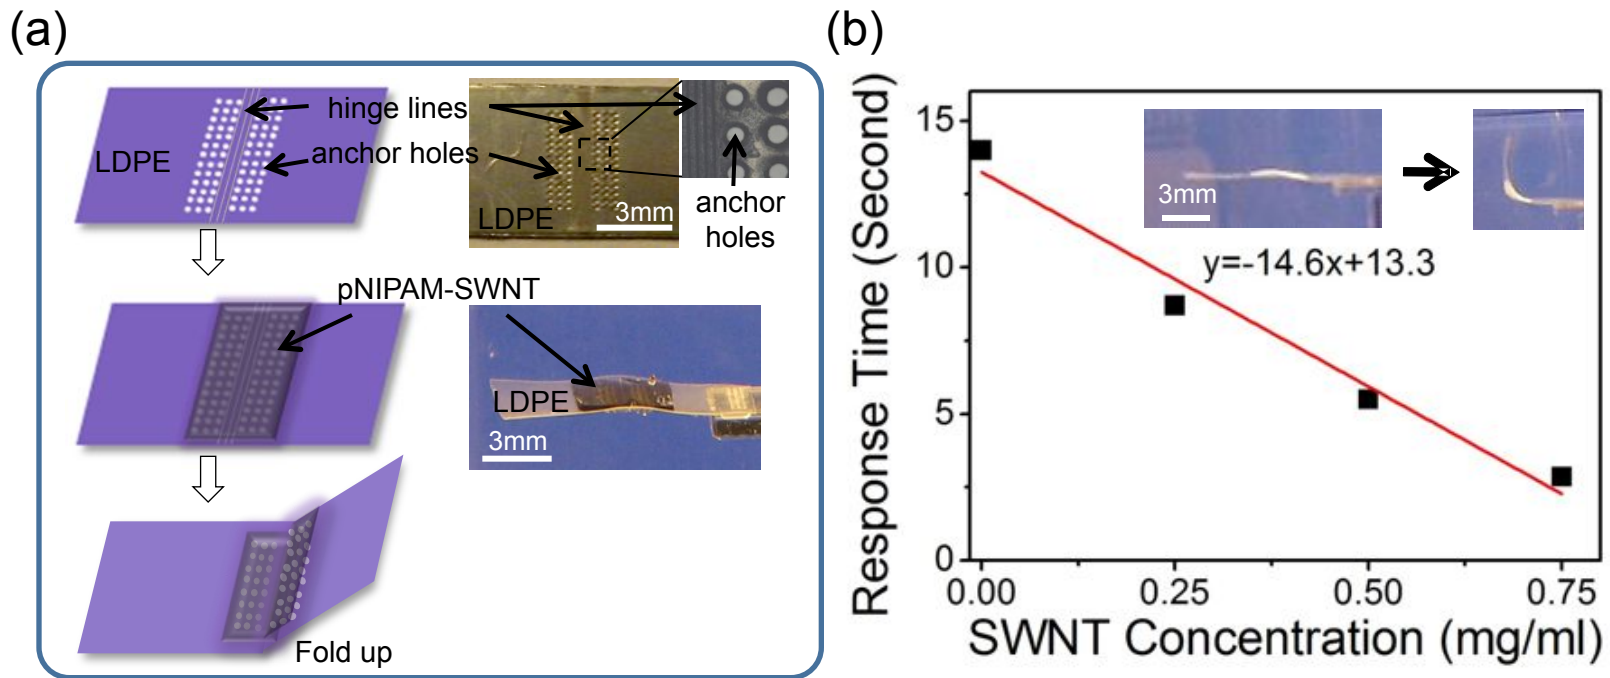 (a)
hinge lines
anchor holes
LDPE
LDPE
3mm
anchor
holes
pNIPAM-SWNT
LDPE
3mm
Fold up
(b)
Response Time (Second)
15
10
5
0
3mm
y=-14.6x+13.3
0.00 0.25 0.50 0.75
SWNT Concentration (mg/ml)